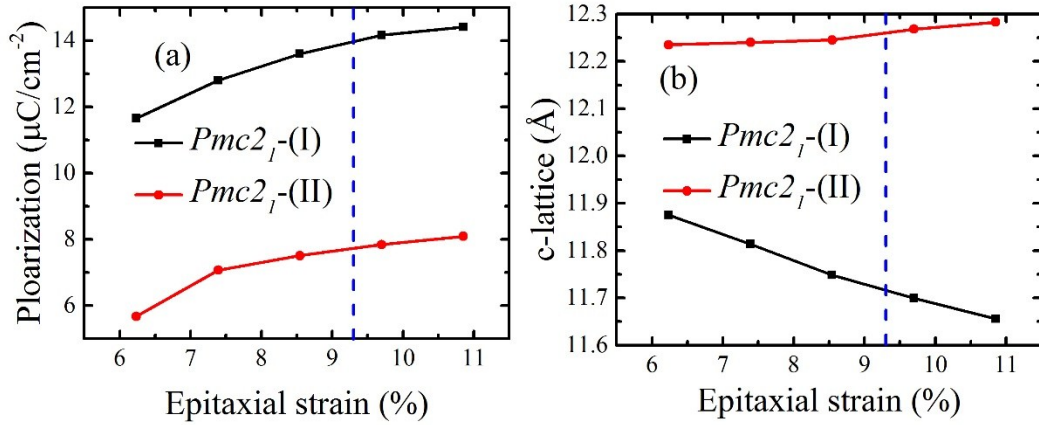 Ploarization (μC/cm⁻²)
14
12
10
8
6
(a)
Pmc2₁-(I)
Pmc2₁-(II)
6 7 8 9 10 11
Epitaxial strain (%)
c-lattice (Å)
12.3
12.2
12.1
12.0
11.9
11.8
11.7
11.6
(b)
Pmc2₁-(I)
Pmc2₁-(II)
6 7 8 9 10 11
Epitaxial strain (%)